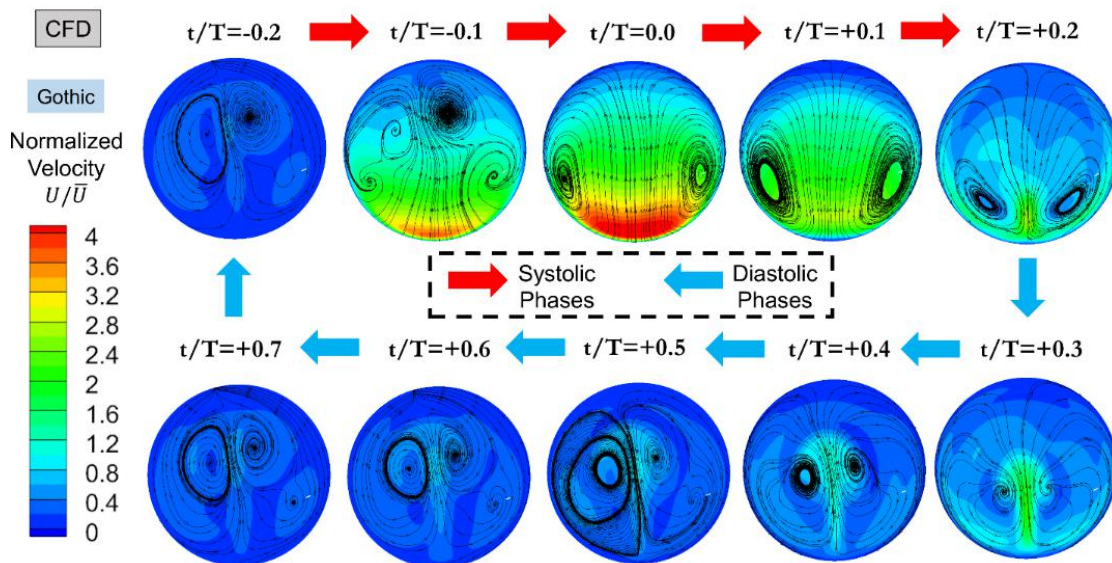 CFD
t/T=-0.2
t/T=-0.1
t/T=0.0
t/T=+0.1
t/T=+0.2
Gothic
Normalized
Velocity
U/U̅
4
3.6
3.2
2.8
2.4
2
1.6
1.2
0.8
0.4
0
Systolic
Phases
Diastolic
Phases
t/T=+0.7
t/T=+0.6
t/T=+0.5
t/T=+0.4
t/T=+0.3